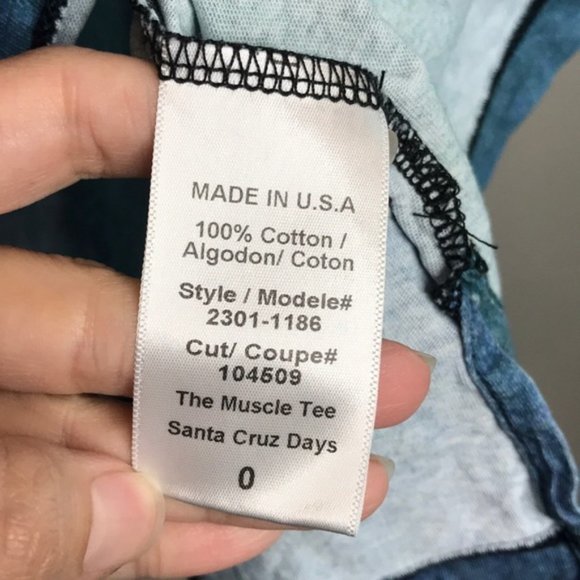 MADE IN U.S.A
100% Cotton /
Algodon/ Coton
Style / Modele#
2301-1186
Cut/ Coupe#
104509
The Muscle Tee
Santa Cruz Days
0